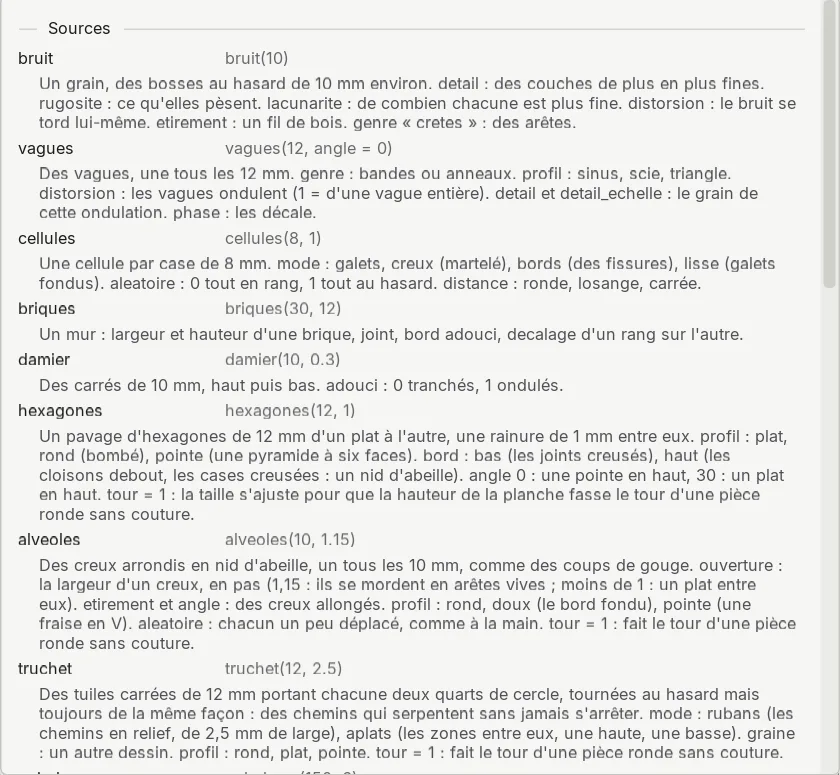 Sources
bruit bruit(10)
Un grain, des bosses au hasard de 10 mm environ. detail : des couches de plus en plus fines.
rugosite : ce qu'elles pèsent. lacunarite : de combien chacune est plus fine. distorsion : le bruit se
tord lui-même. etirement : un fil de bois. genre « cretes » : des arêtes.
vagues vagues(12, angle = 0)
Des vagues, une tous les 12 mm. genre : bandes ou anneaux. profil : sinus, scie, triangle.
distorsion : les vagues ondulent (1 = d'une vague entière). detail et detail_echelle : le grain de
cette ondulation. phase : les décale.
cellules cellules(8, 1)
Une cellule par case de 8 mm. mode : galets, creux (martelé), bords (des fissures), lisse (galets
fondus). aleatoire : 0 tout en rang, 1 tout au hasard. distance : ronde, losange, carrée.
briques briques(30, 12)
Un mur : largeur et hauteur d'une brique, joint, bord adouci, decalage d'un rang sur l'autre.
damier damier(10, 0.3)
Des carrés de 10 mm, haut puis bas. adouci : 0 tranchés, 1 ondulés.
hexagones hexagones(12, 1)
Un pavage d'hexagones de 12 mm d'un plat à l'autre, une rainure de 1 mm entre eux. profil : plat,
rond (bombé), pointe (une pyramide à six faces). bord : bas (les joints creusés), haut (les
cloisons debout, les cases creusées : un nid d'abeille). angle 0 : une pointe en haut, 30 : un plat
en haut. tour = 1 : la taille s'ajuste pour que la hauteur de la planche fasse le tour d'une pièce
ronde sans couture.
alveoles alveoles(10, 1.15)
Des creux arrondis en nid d'abeille, un tous les 10 mm, comme des coups de gouge. ouverture :
la largeur d'un creux, en pas (1,15 : ils se mordent en arêtes vives ; moins de 1 : un plat entre
eux). etirement et angle : des creux allongés. profil : rond, doux (le bord fondu), pointe (une
fraise en V). aleatoire : chacun un peu déplacé, comme à la main. tour = 1 : fait le tour d'une pièce
ronde sans couture.
truchet truchet(12, 2.5)
Des tuiles carrées de 12 mm portant chacune deux quarts de cercle, tournées au hasard mais
toujours de la même façon : des chemins qui serpentent sans jamais s'arrêter. mode : rubans (les
chemins en relief, de 2,5 mm de large), aplats (les zones entre eux, une haute, une basse). graine
: un autre dessin. profil : rond, plat, pointe. tour = 1 : fait le tour d'une pièce ronde sans couture.